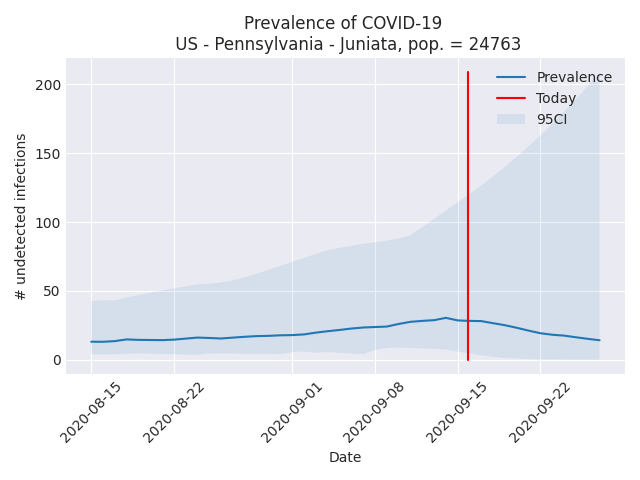 Prevalence of COVID-19
US - Pennsylvania - Juniata, pop. = 24763
Prevalence
Today
95CI
200
150
100
50
0
# undetected infections
2020-08-15
2020-08-22
2020-09-01
2020-09-08
2020-09-15
2020-09-22
Date